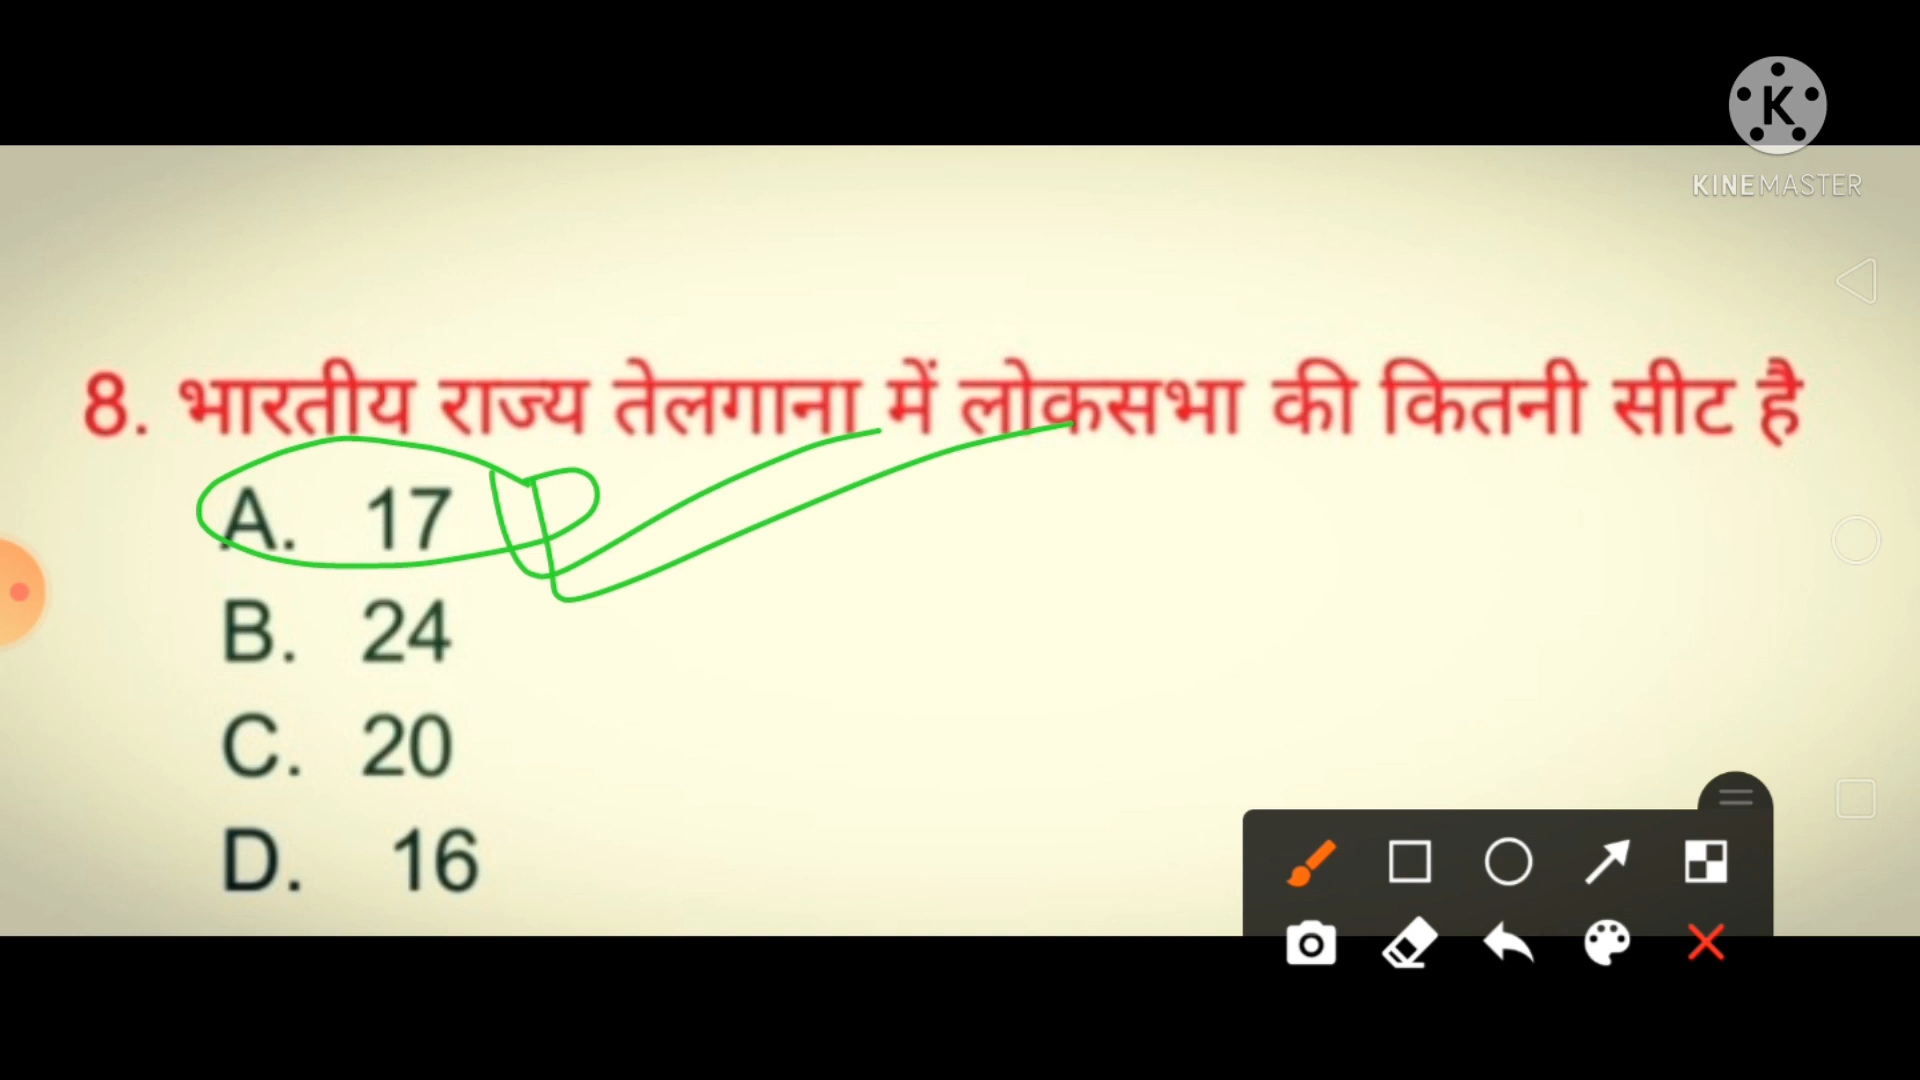 K
KINEMASTER
8. भारतीय राज्य तेलगाना में लोकसभा की कितनी सीट है
A. 17
B. 24
C. 20
D. 16